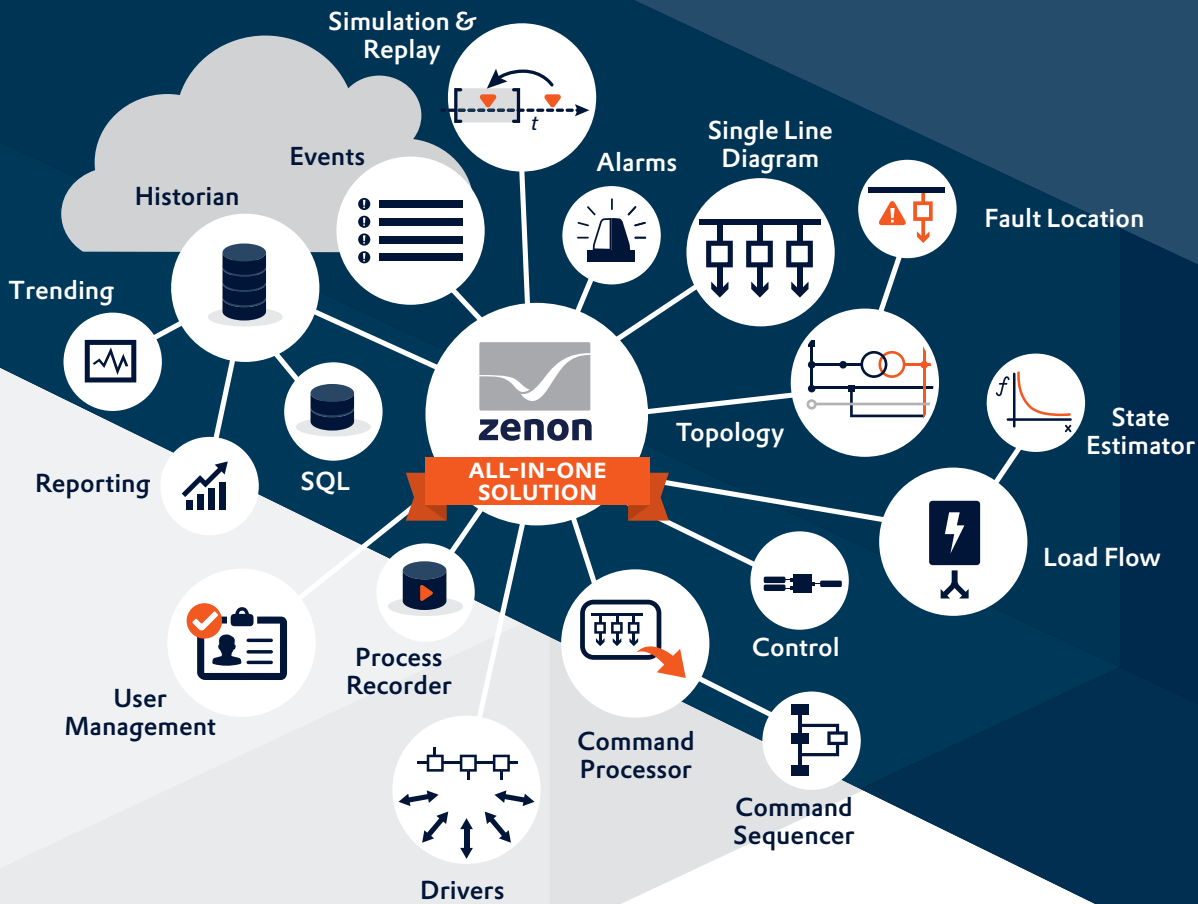 Simulation &
Replay
t
Events
Alarms
Single Line
Diagram
Historian
Fault Location
Trending
zenon
ALL-IN-ONE
SOLUTION
Topology
f
x
State
Estimator
Reporting
SQL
Load Flow
Control
Process
Recorder
User
Management
Command
Processor
Command
Sequencer
Drivers